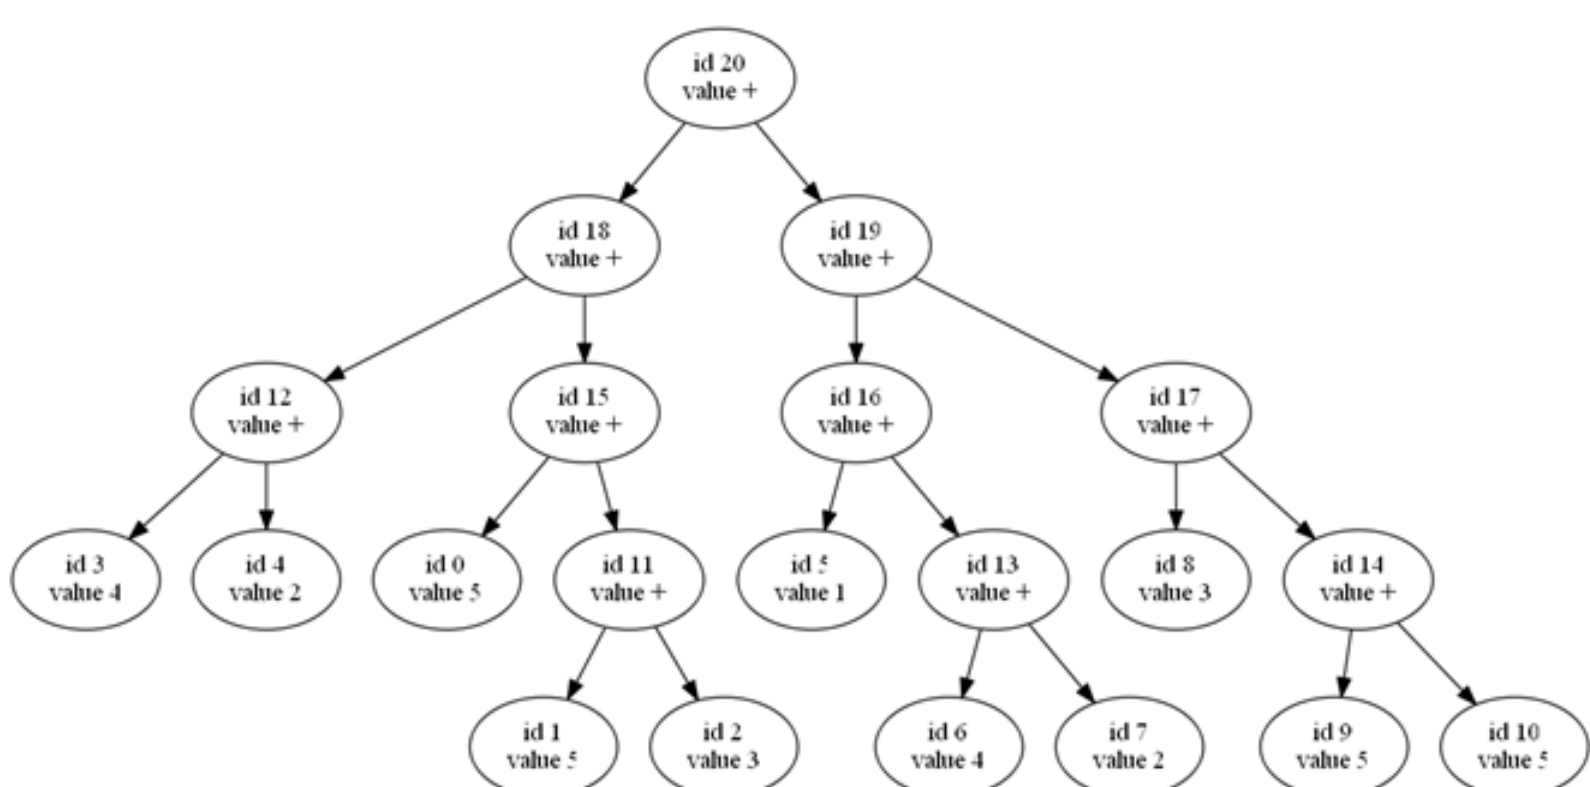 id 20
value +
id 18
value +
id 19
value +
id 12
value +
id 15
value +
id 16
value +
id 17
value +
id 3
value 4
id 4
value 2
id 0
value 5
id 11
value +
id 5
value 1
id 13
value +
id 8
value 3
id 14
value +
id 1
value 5
id 2
value 3
id 6
value 4
id 7
value 2
id 9
value 5
id 10
value 5